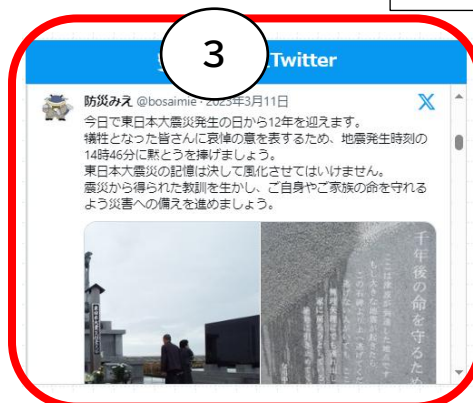 3
Twitter
防災みえ @bosaimie・2023年3月11日
今日で東日本大震災発生の日から12年を迎えます。
犠牲となった皆さんに哀悼の意を表するため、地震発生時刻の
14時46分に黙とうを捧げましょう。
東日本大震災の記憶は決して風化させてはいけません。
震災から得られた教訓を生かし、ご自身やご家族の命を守れる
よう災害への備えを進めましょう。
千年後の命を守るため